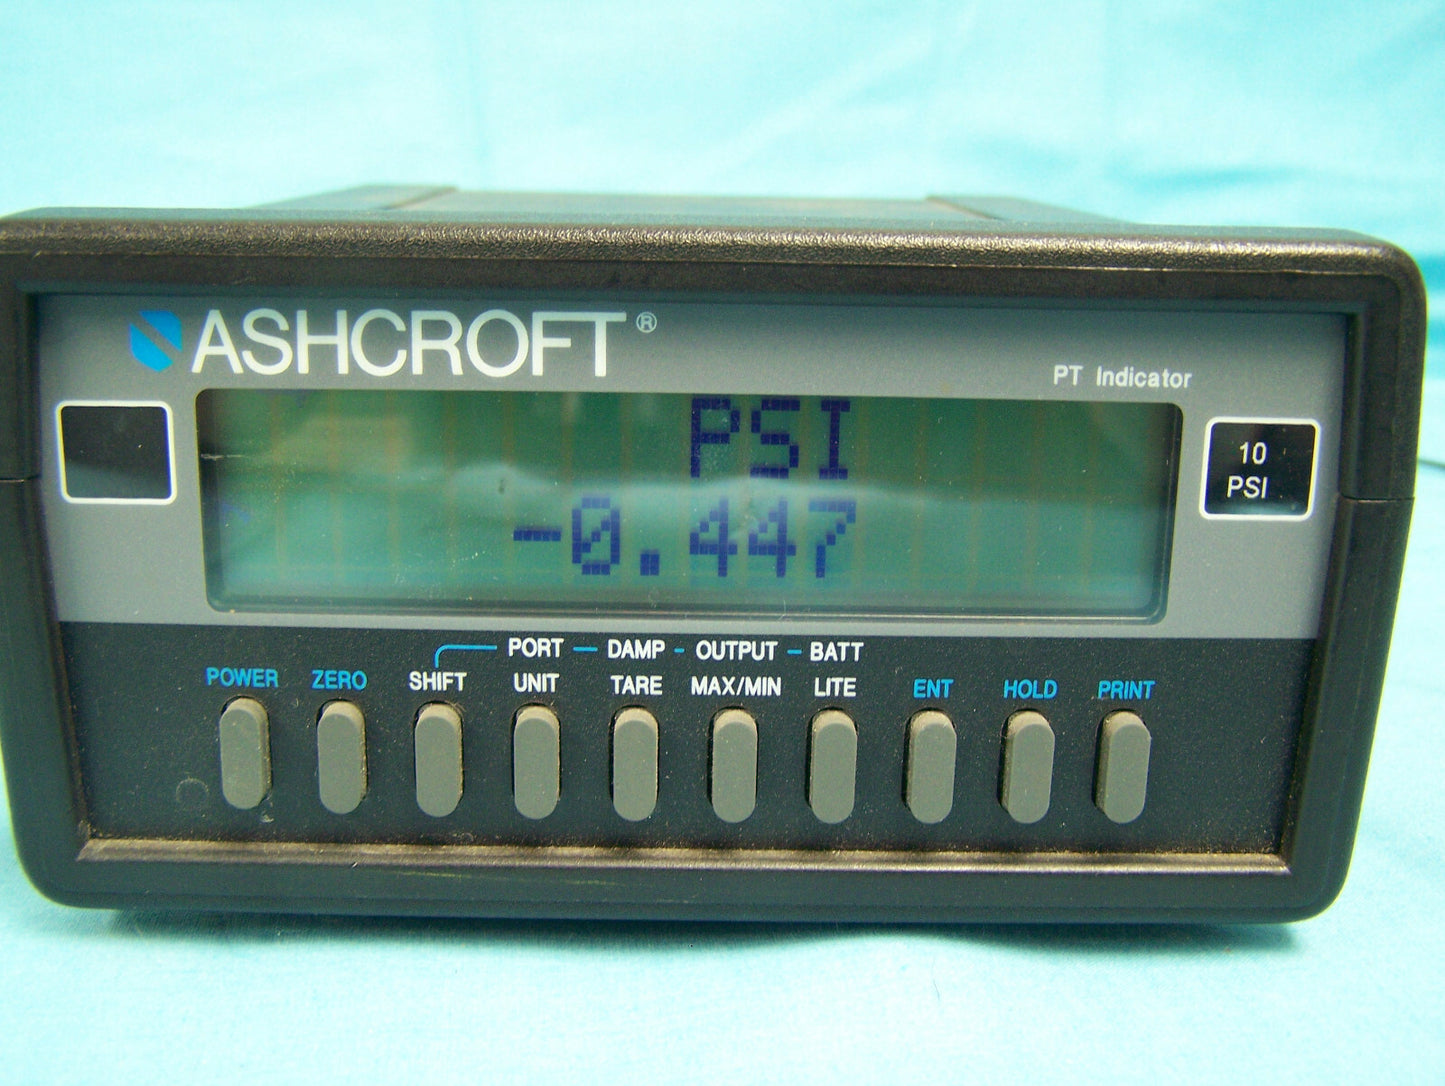 ASHCROFT®
PT Indicator
PSI
-0.447
10
PSI
PORT DAMP OUTPUT BATT
POWER ZERO SHIFT UNIT TARE MAX/MIN LITE ENT HOLD PRINT